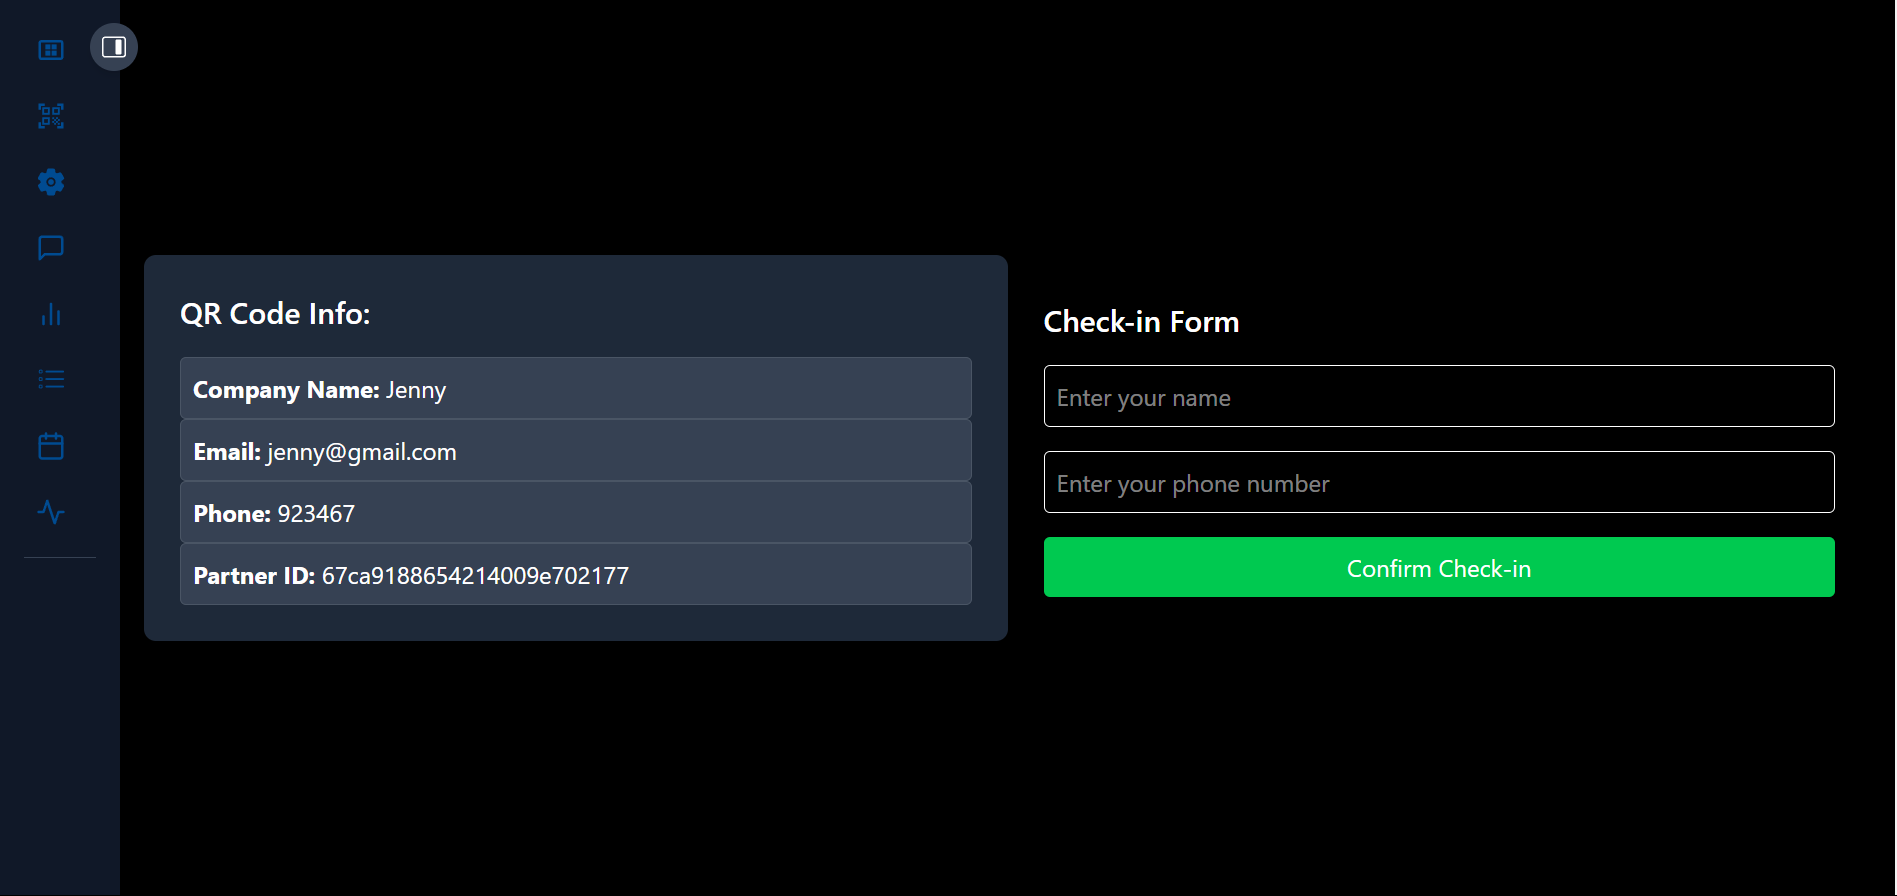 QR Code Info:
Company Name: Jenny
Email: jenny@gmail.com
Phone: 923467
Partner ID: 67ca9188654214009e702177
Check-in Form
Enter your name
Enter your phone number
Confirm Check-in